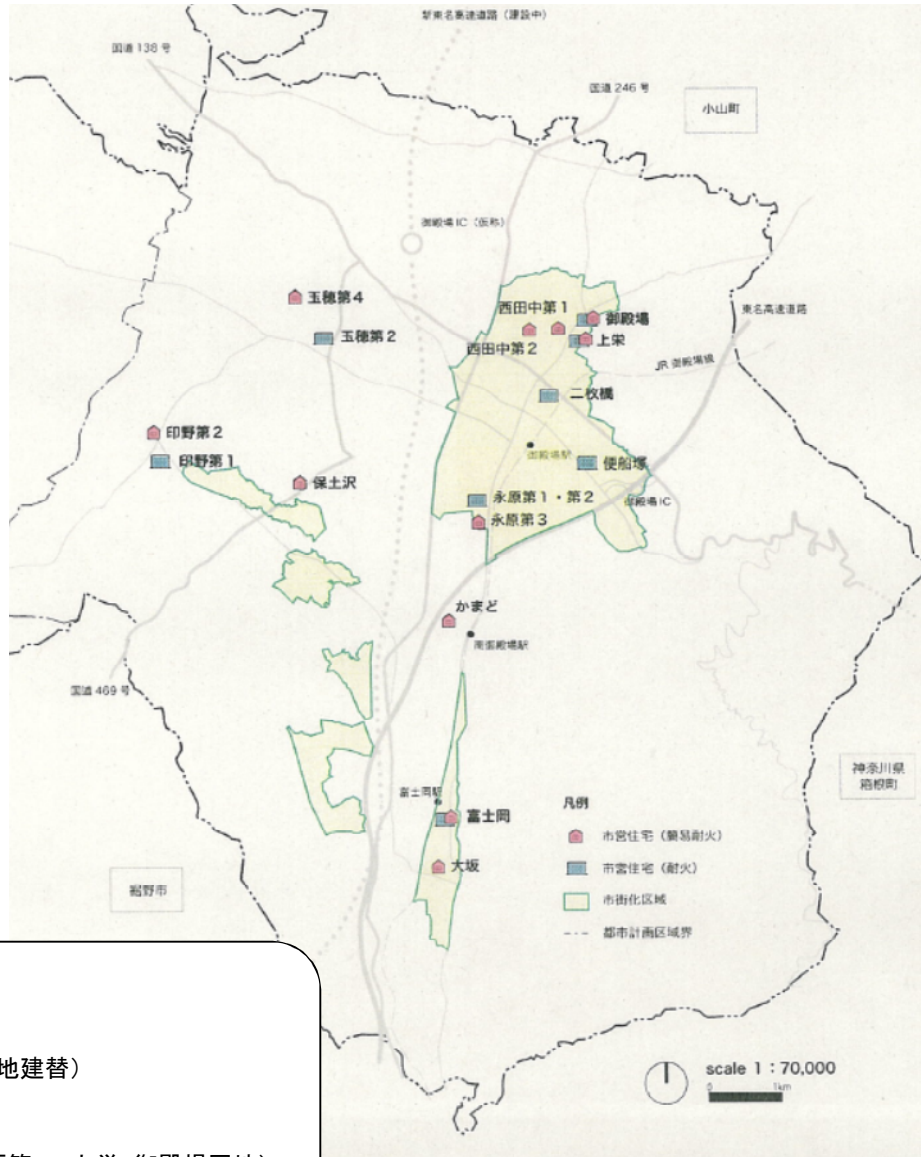 新東名高速道路（建設中）
国道138号
国道246号
小山町
御殿場IC（仮称）
玉穂第4
玉穂第2
西田中第1
西田中第2
御殿場
上栄
東名高速道路
JR御殿場線
二枚橋
印野第2
印野第1
保土沢
御殿場駅
便船塚
永原第1・第2
御殿場IC
永原第3
かまど
南御殿場駅
国道469号
神奈川県
箱根町
富士岡駅
富士岡
大坂
裾野市
凡例
市営住宅（簡易耐火）
市営住宅（耐火）
市街化区域
都市計画区域界
地建替）
scale 1：70,000
0 1km